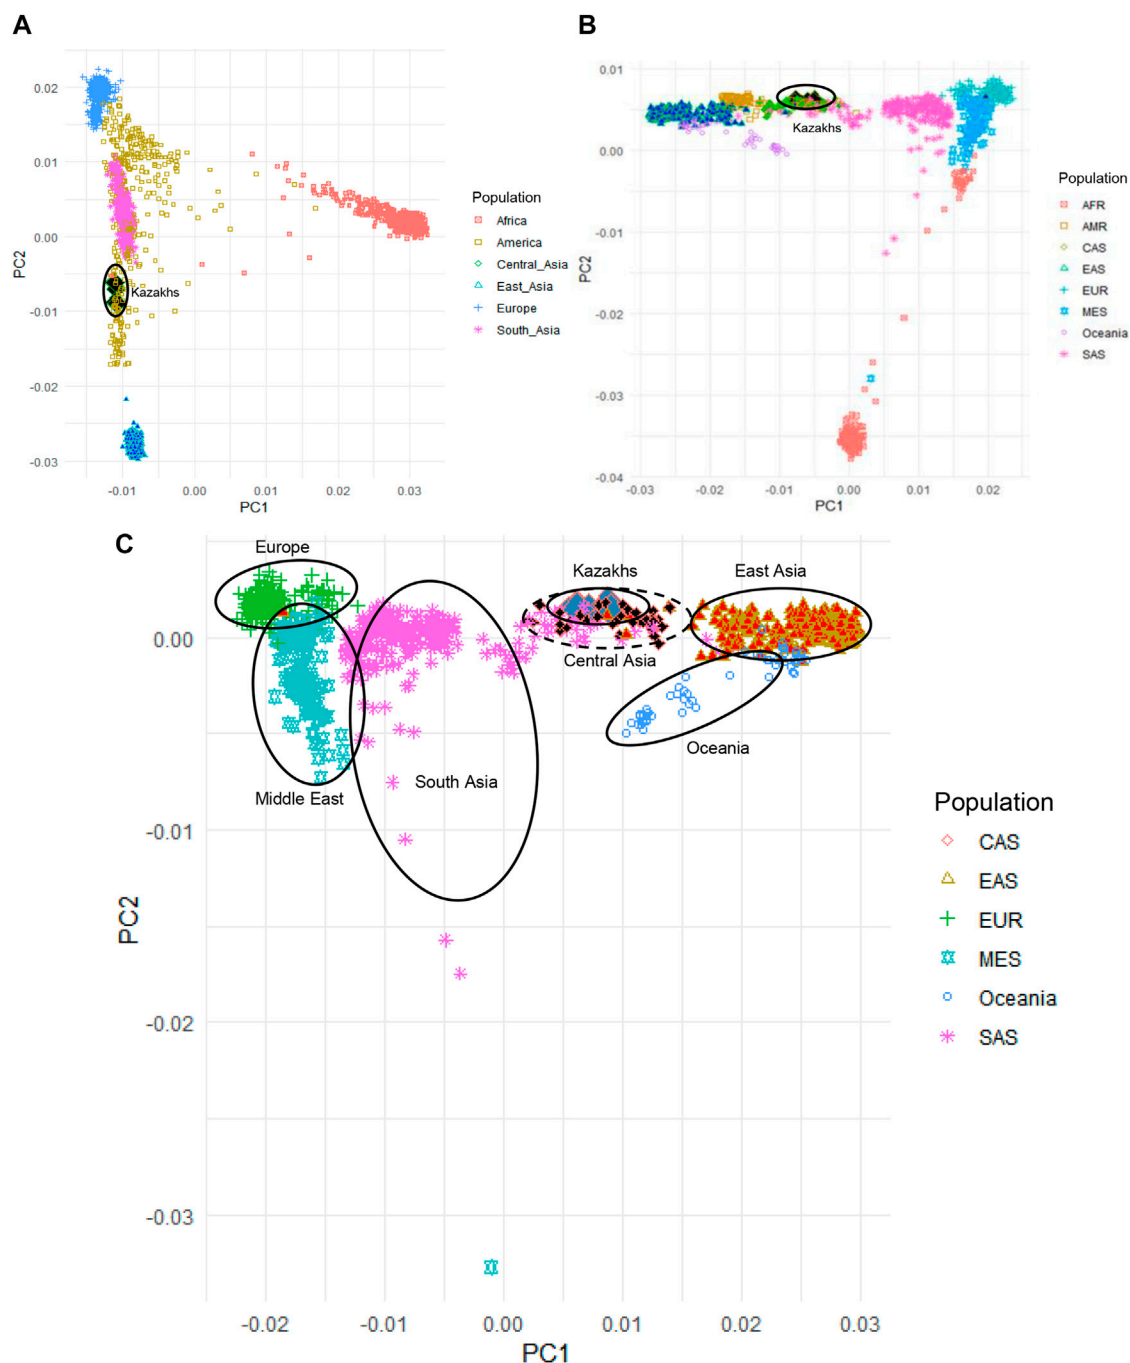 A
0.02
0.01
0.00
-0.01
-0.02
-0.03
PC2
Kazakhs
-0.01
0.00
0.01
0.02
0.03
PC1
Population
Africa
America
Central_Asia
East_Asia
Europe
South_Asia
B
0.01
0.00
-0.01
-0.02
-0.03
-0.04
PC2
Kazakhs
-0.03
-0.02
-0.01
0.00
0.01
0.02
PC1
Population
AFR
AMR
CAS
EAS
EUR
MES
Oceania
SAS
C
Europe
Kazakhs
East Asia
Central Asia
Oceania
South Asia
Middle East
0.00
-0.01
-0.02
-0.03
PC2
-0.02
-0.01
0.00
0.01
0.02
0.03
PC1
Population
CAS
EAS
EUR
MES
Oceania
SAS